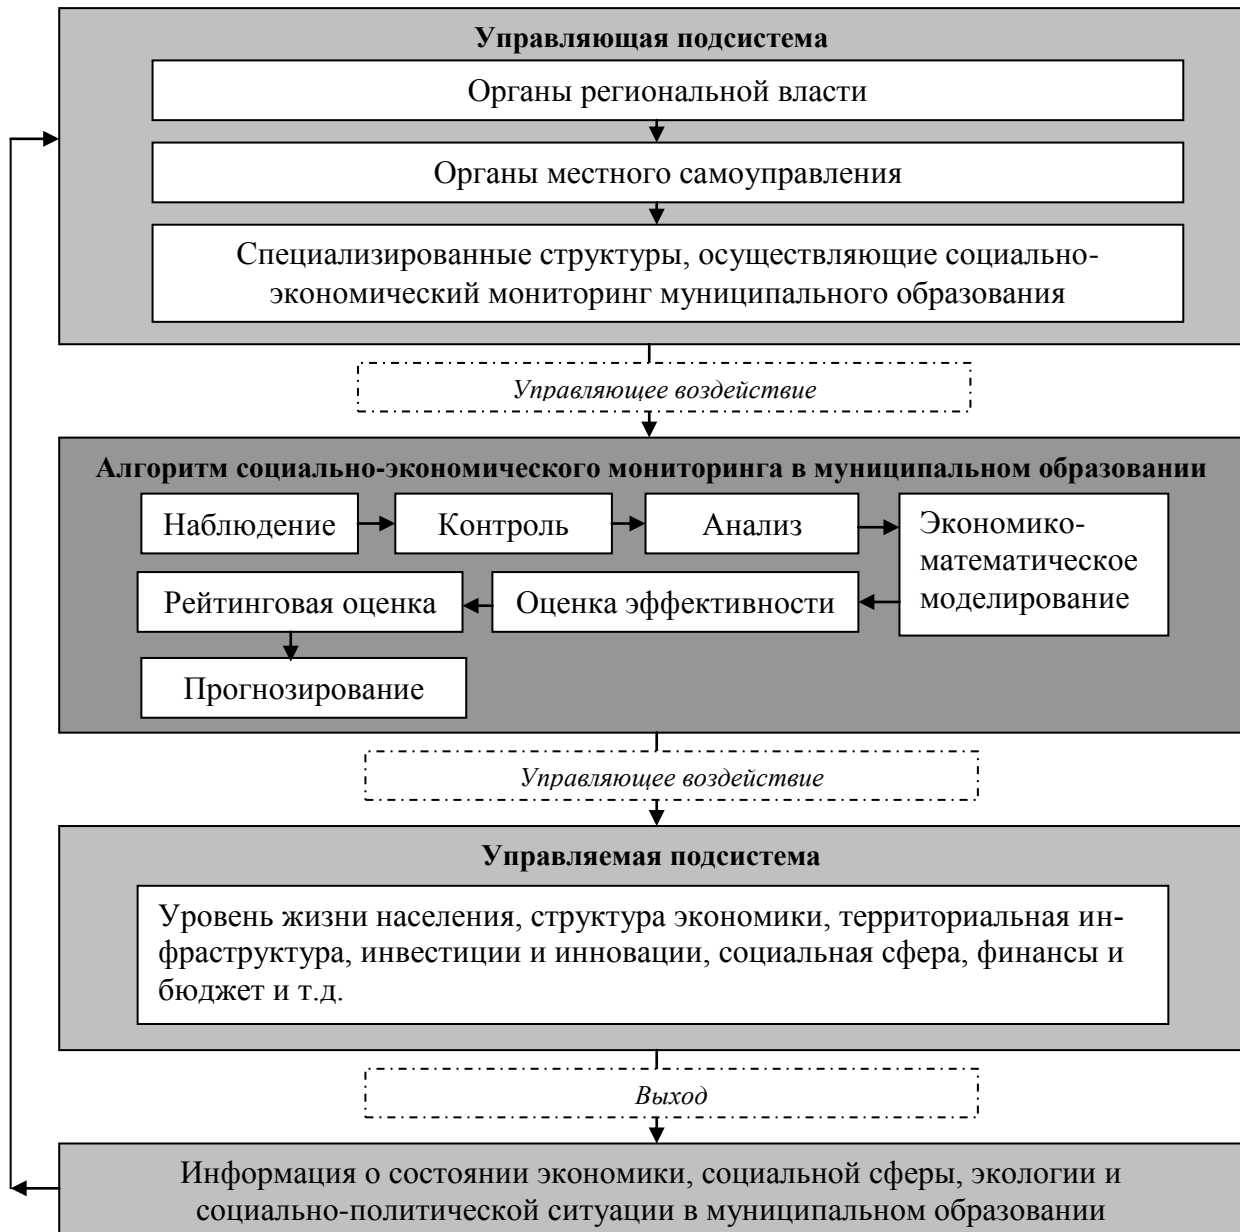 Управляющая подсистема
Органы региональной власти
Органы местного самоуправления
Специализированные структуры, осуществляющие социально-
экономический мониторинг муниципального образования
Управляющее воздействие
Алгоритм социально-экономического мониторинга в муниципальном образовании
Наблюдение
Контроль
Анализ
Экономико-
математическое
моделирование
Оценка эффективности
Рейтинговая оценка
Прогнозирование
Управляющее воздействие
Управляемая подсистема
Уровень жизни населения, структура экономики, территориальная ин-
фраструктура, инвестиции и инновации, социальная сфера, финансы и
бюджет и т.д.
Выход
Информация о состоянии экономики, социальной сферы, экологии и
социально-политической ситуации в муниципальном образовании